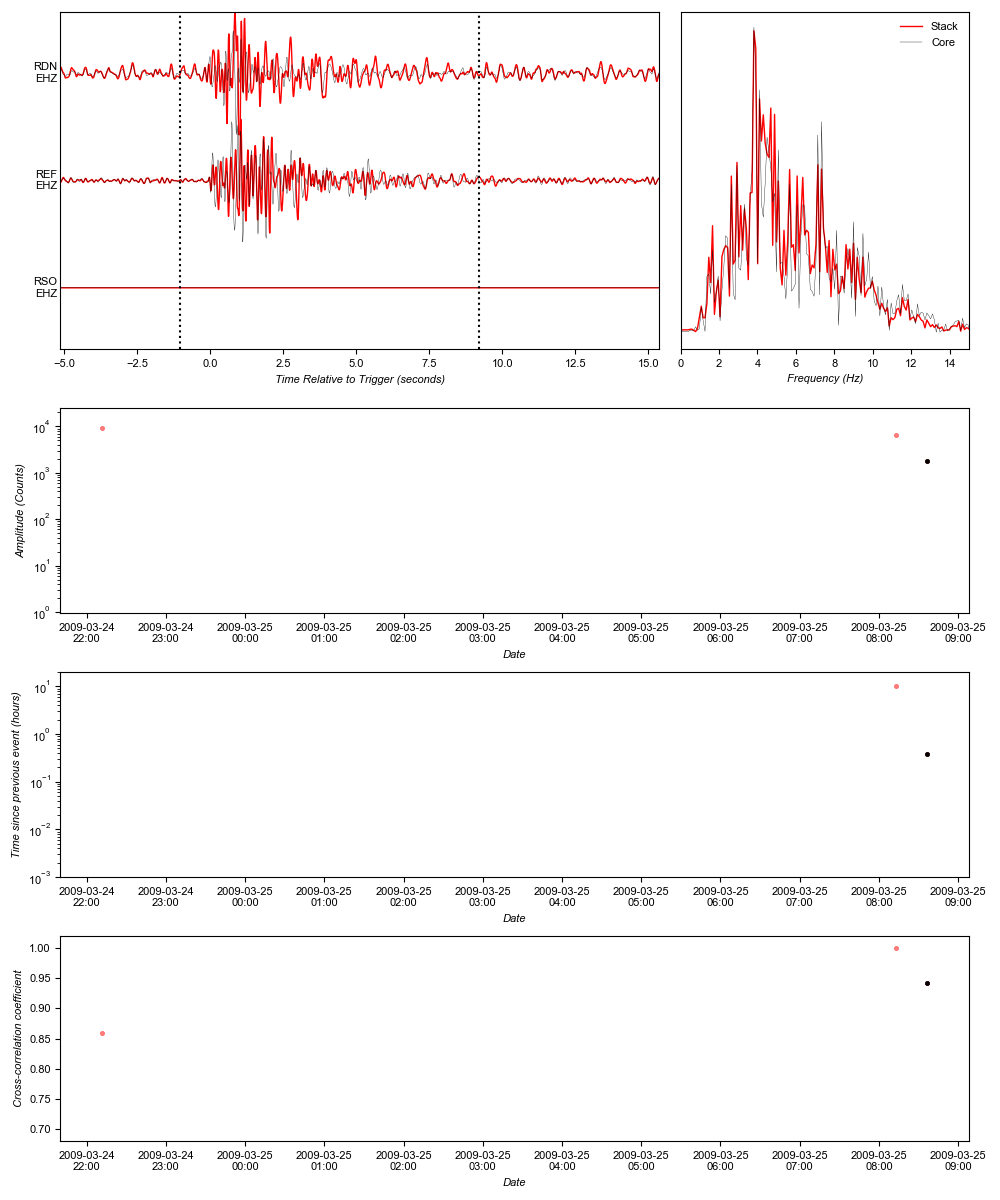 RDN
EHZ
REF
EHZ
RSO
EHZ
−5.0 −2.5 0.0 2.5 5.0 7.5 10.0 12.5 15.0
Time Relative to Trigger (seconds)
Stack
Core
0 2 4 6 8 10 12 14
Frequency (Hz)
Amplitude (Counts)
10^4
10^3
10^2
10^1
10^0
2009-03-24 2009-03-24 2009-03-25 2009-03-25 2009-03-25 2009-03-25 2009-03-25 2009-03-25 2009-03-25 2009-03-25 2009-03-25 2009-03-25
22:00 23:00 00:00 01:00 02:00 03:00 04:00 05:00 06:00 07:00 08:00 09:00
Date
Time since previous event (hours)
10^1
10^0
10^−1
10^−2
10^−3
2009-03-24 2009-03-24 2009-03-25 2009-03-25 2009-03-25 2009-03-25 2009-03-25 2009-03-25 2009-03-25 2009-03-25 2009-03-25 2009-03-25
22:00 23:00 00:00 01:00 02:00 03:00 04:00 05:00 06:00 07:00 08:00 09:00
Date
Cross-correlation coefficient
1.00
0.95
0.90
0.85
0.80
0.75
0.70
2009-03-24 2009-03-24 2009-03-25 2009-03-25 2009-03-25 2009-03-25 2009-03-25 2009-03-25 2009-03-25 2009-03-25 2009-03-25 2009-03-25
22:00 23:00 00:00 01:00 02:00 03:00 04:00 05:00 06:00 07:00 08:00 09:00
Date